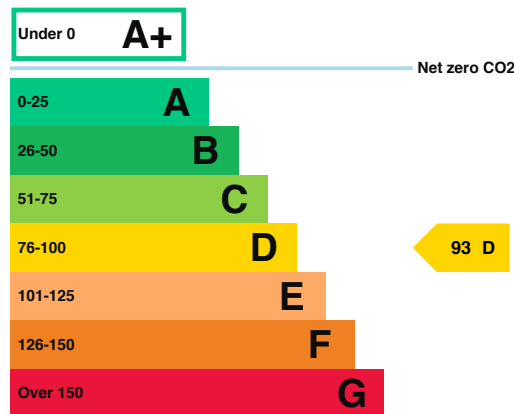 Under 0 A+
Net zero CO2
0-25 A
26-50 B
51-75 C
76-100 D
93 D
101-125 E
126-150 F
Over 150 G